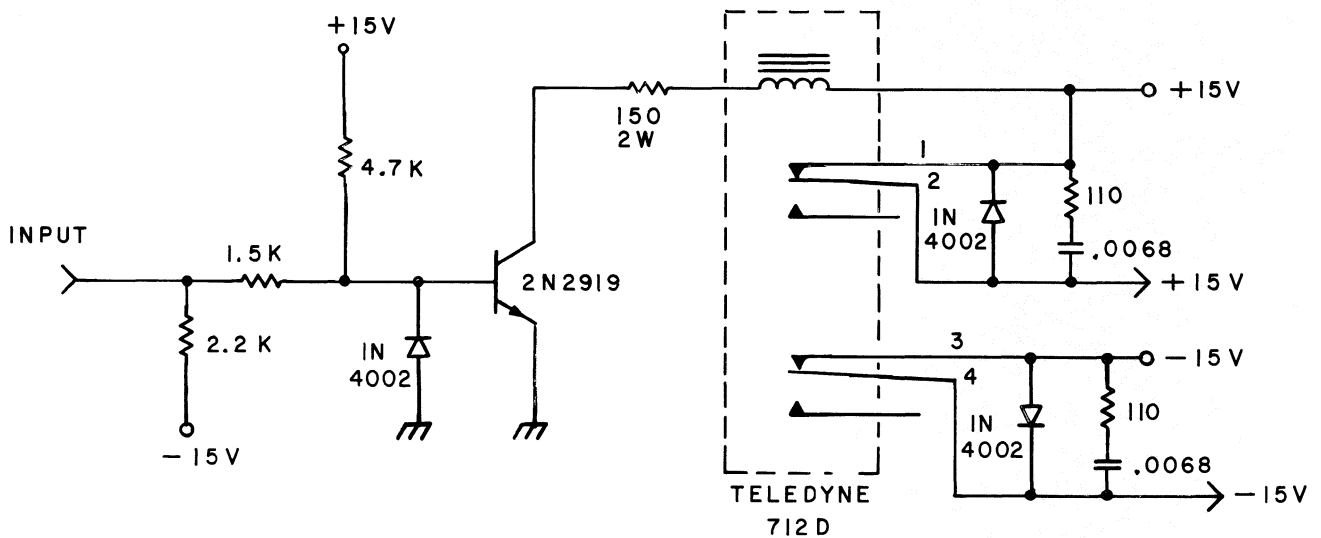 +15V
150
2W
+15V
4.7K
1
2
110
IN
4002
.0068
INPUT
1.5K
2N2919
+15V
2.2K
IN
4002
3
4
-15V
IN
4002
110
.0068
-15V
-15V
TELEDYNE
712D